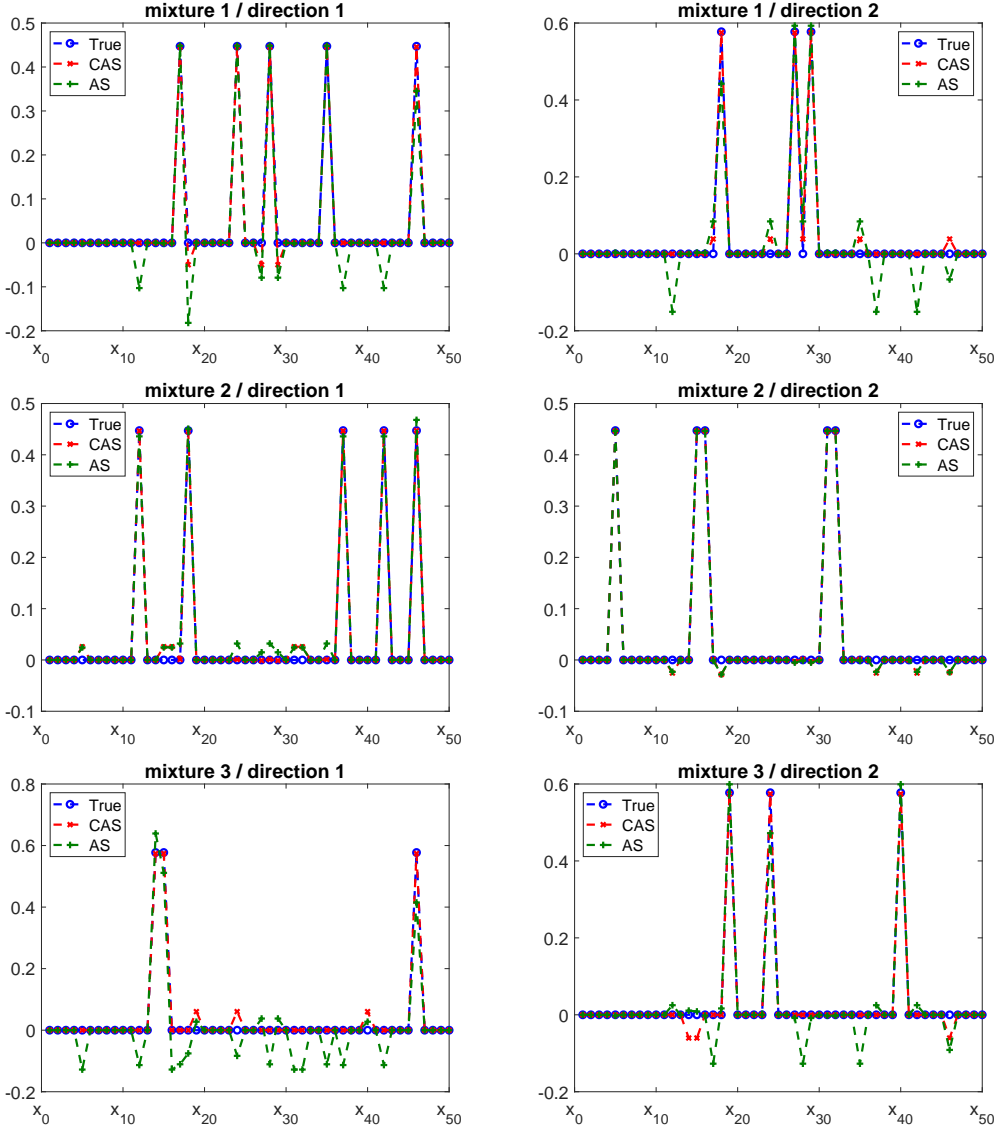 mixture 1 / direction 1
0.5
0.4
0.3
0.2
0.1
0
-0.1
-0.2
True
CAS
AS
x0 x10 x20 x30 x40 x50
mixture 1 / direction 2
0.6
0.4
0.2
0
-0.2
True
CAS
AS
x0 x10 x20 x30 x40 x50
mixture 2 / direction 1
0.5
0.4
0.3
0.2
0.1
0
-0.1
True
CAS
AS
x0 x10 x20 x30 x40 x50
mixture 2 / direction 2
0.5
0.4
0.3
0.2
0.1
0
-0.1
True
CAS
AS
x0 x10 x20 x30 x40 x50
mixture 3 / direction 1
0.8
0.6
0.4
0.2
0
-0.2
True
CAS
AS
x0 x10 x20 x30 x40 x50
mixture 3 / direction 2
0.6
0.4
0.2
0
-0.2
True
CAS
AS
x0 x10 x20 x30 x40 x50